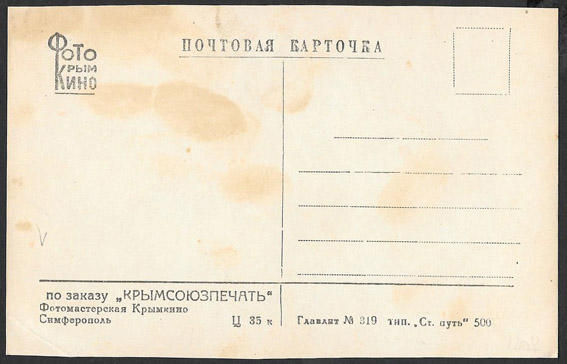 Фото
Крым
Кино
ПОЧТОВАЯ КАРТОЧКА
по заказу „КРЫМСОЮЗПЕЧАТЬ“
Фотомастерская Крымкино
Симферополь Ц 35 к Главлит № 319 тип. „Ст. путь“ 500